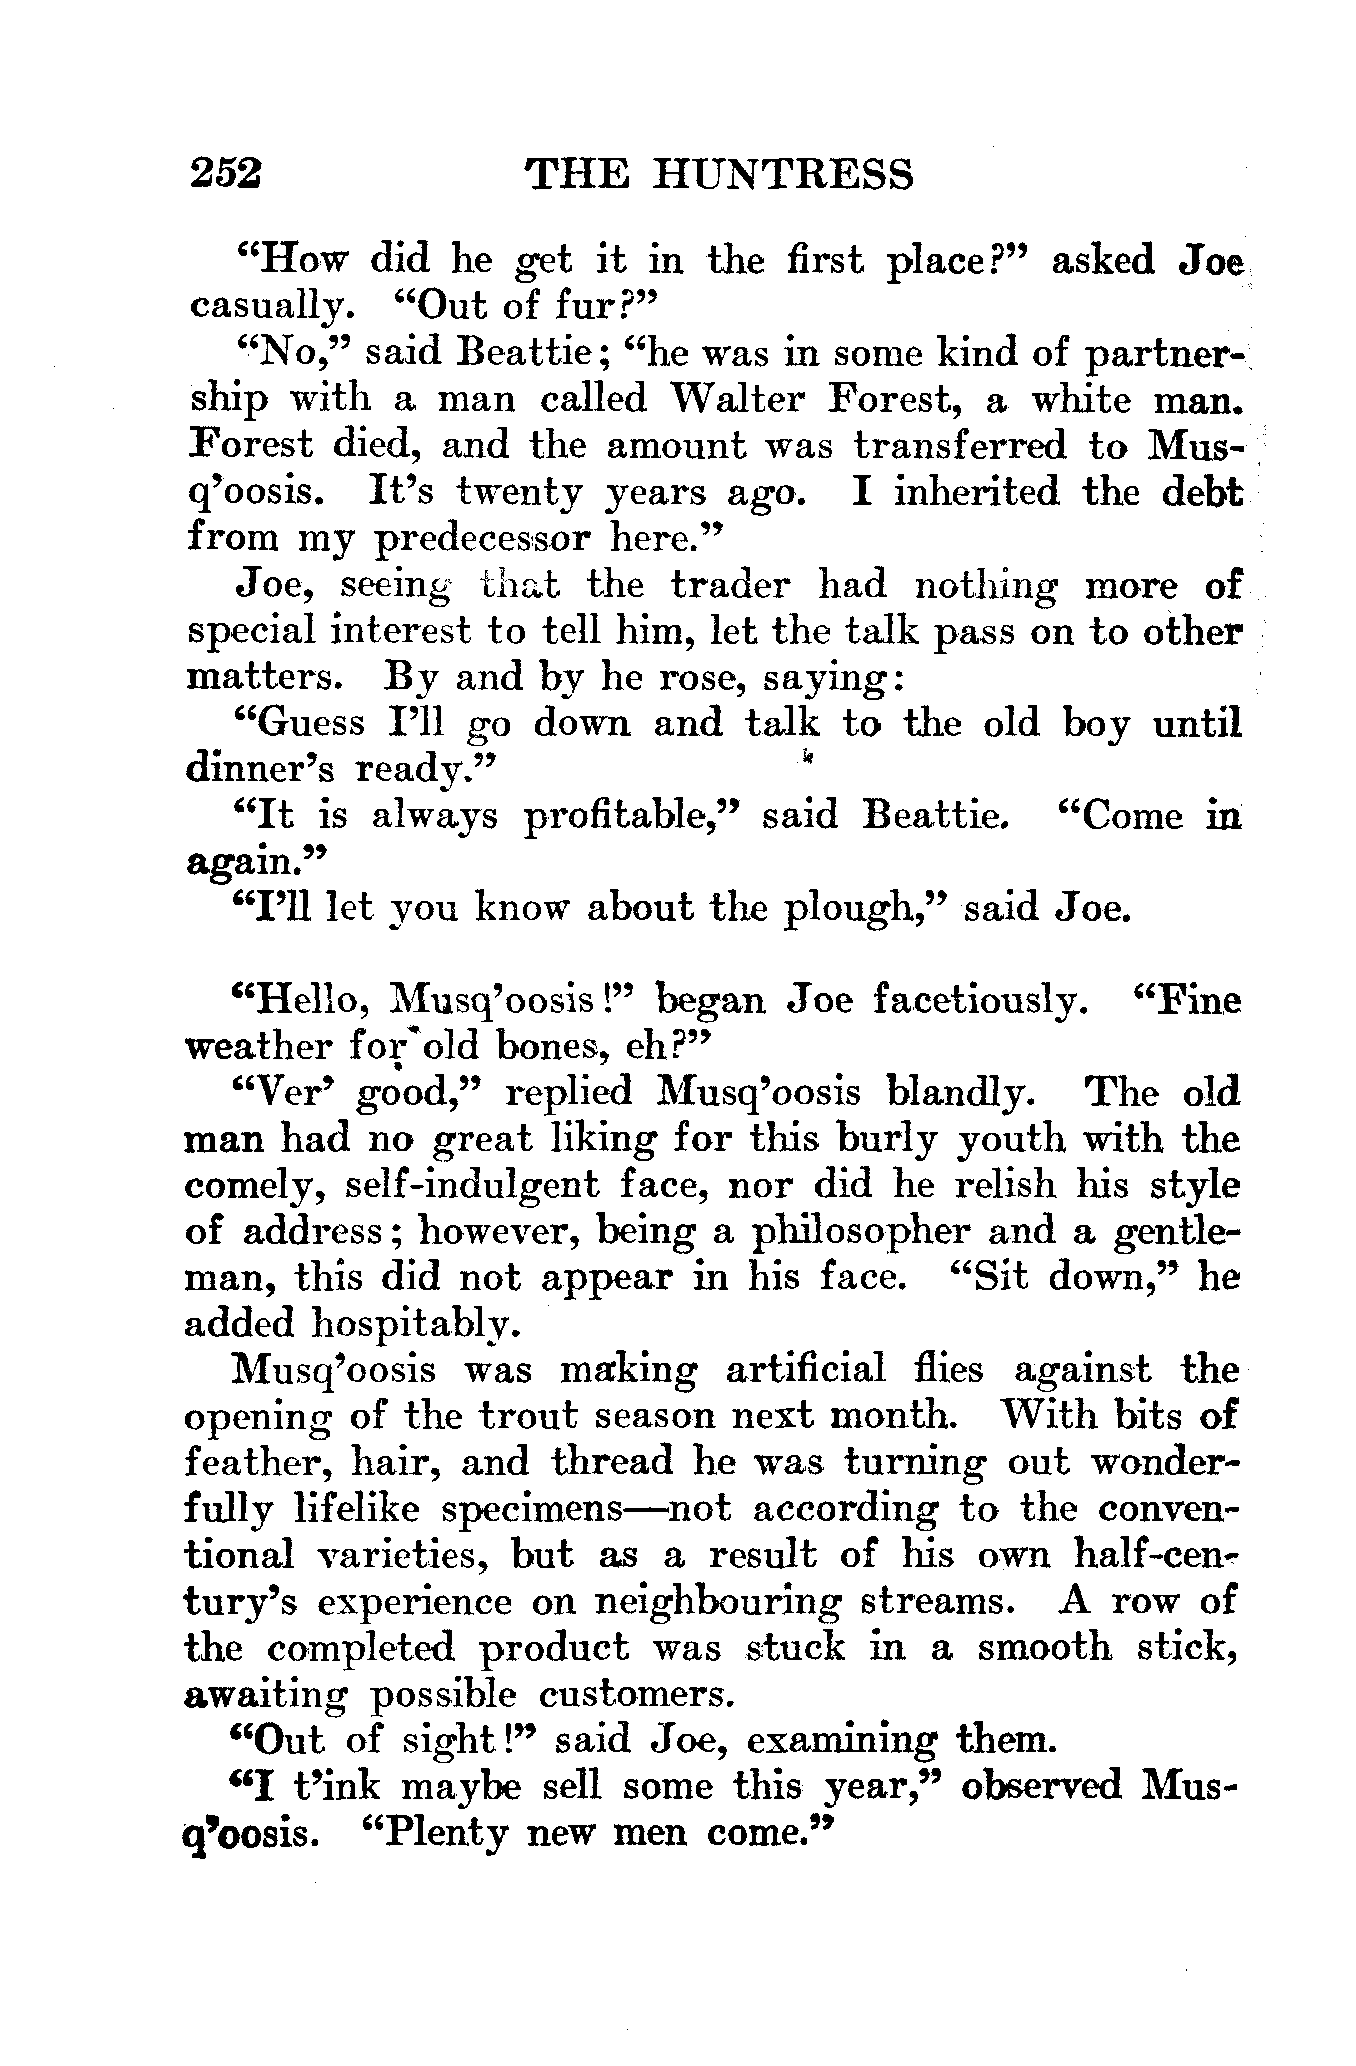 252 THE HUNTRESS
“How did he get it in the first place?” asked Joe
casually. “Out of fur?”
“No,” said Beattie; “he was in some kind of partner-
ship with a man called Walter Forest, a white man.
Forest died, and the amount was transferred to Mus-
q’oosis. It’s twenty years ago. I inherited the debt
from my predecessor here.”
Joe, seeing that the trader had nothing more of
special interest to tell him, let the talk pass on to other
matters. By and by he rose, saying:
“Guess I’ll go down and talk to the old boy until
dinner’s ready.”
“It is always profitable,” said Beattie. “Come in
again.”
“I’ll let you know about the plough,” said Joe.
“Hello, Musq’oosis!” began Joe facetiously. “Fine
weather for old bones, eh?”
“Ver’ good,” replied Musq’oosis blandly. The old
man had no great liking for this burly youth with the
comely, self-indulgent face, nor did he relish his style
of address; however, being a philosopher and a gentle-
man, this did not appear in his face. “Sit down,” he
added hospitably.
Musq’oosis was making artificial flies against the
opening of the trout season next month. With bits of
feather, hair, and thread he was turning out wonder-
fully lifelike specimens—not according to the conven-
tional varieties, but as a result of his own half-cen-
tury’s experience on neighbouring streams. A row of
the completed product was stuck in a smooth stick,
awaiting possible customers.
“Out of sight!” said Joe, examining them.
“I t’ink maybe sell some this year,” observed Mus-
q’oosis. “Plenty new men come.”